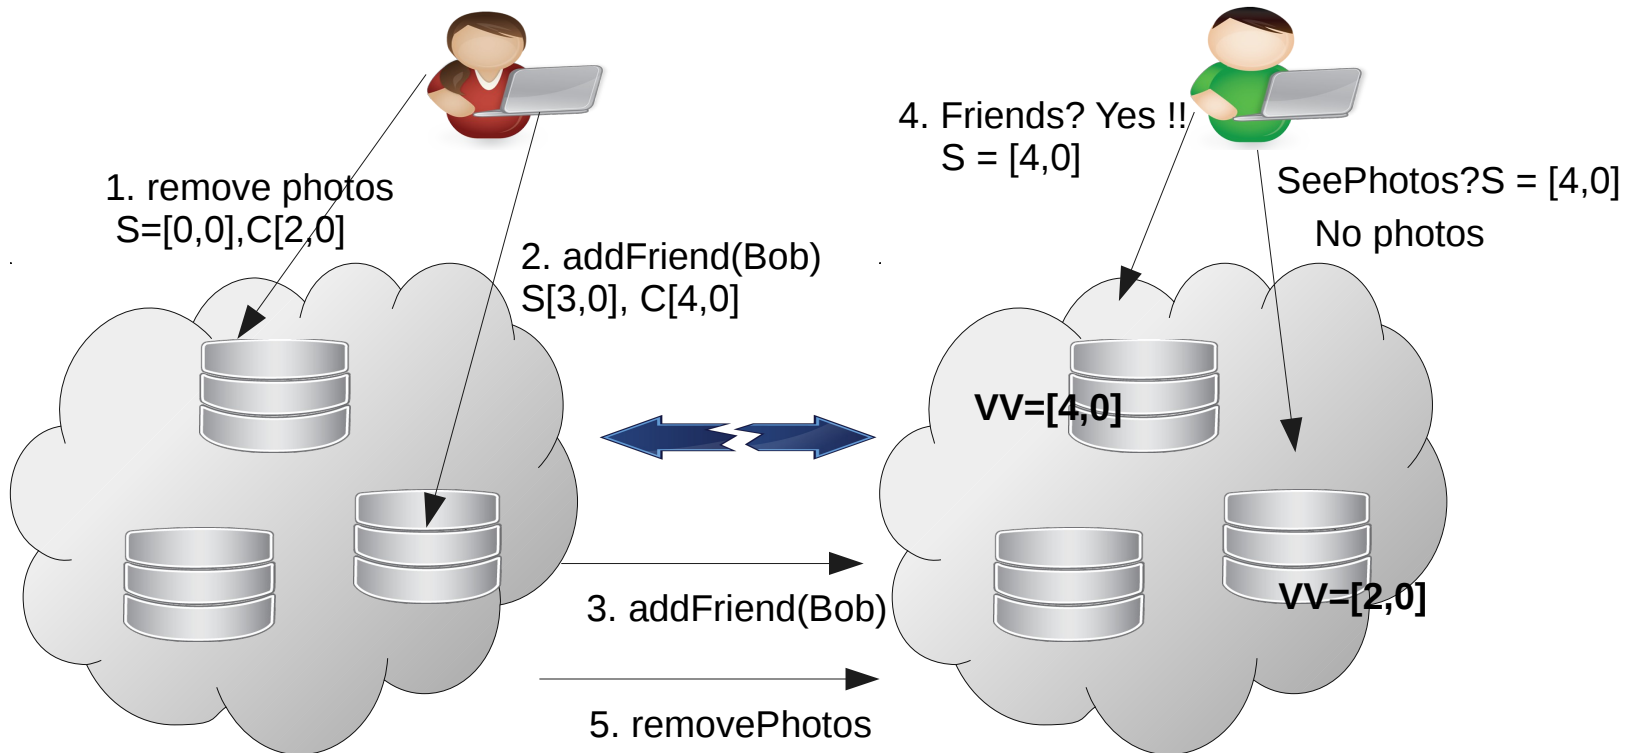 1. remove photos
S=[0,0],C[2,0]
2. addFriend(Bob)
S[3,0], C[4,0]
3. addFriend(Bob)
5. removePhotos
4. Friends? Yes !!
S = [4,0]
SeePhotos?S = [4,0]
No photos
VV=[4,0]
VV=[2,0]